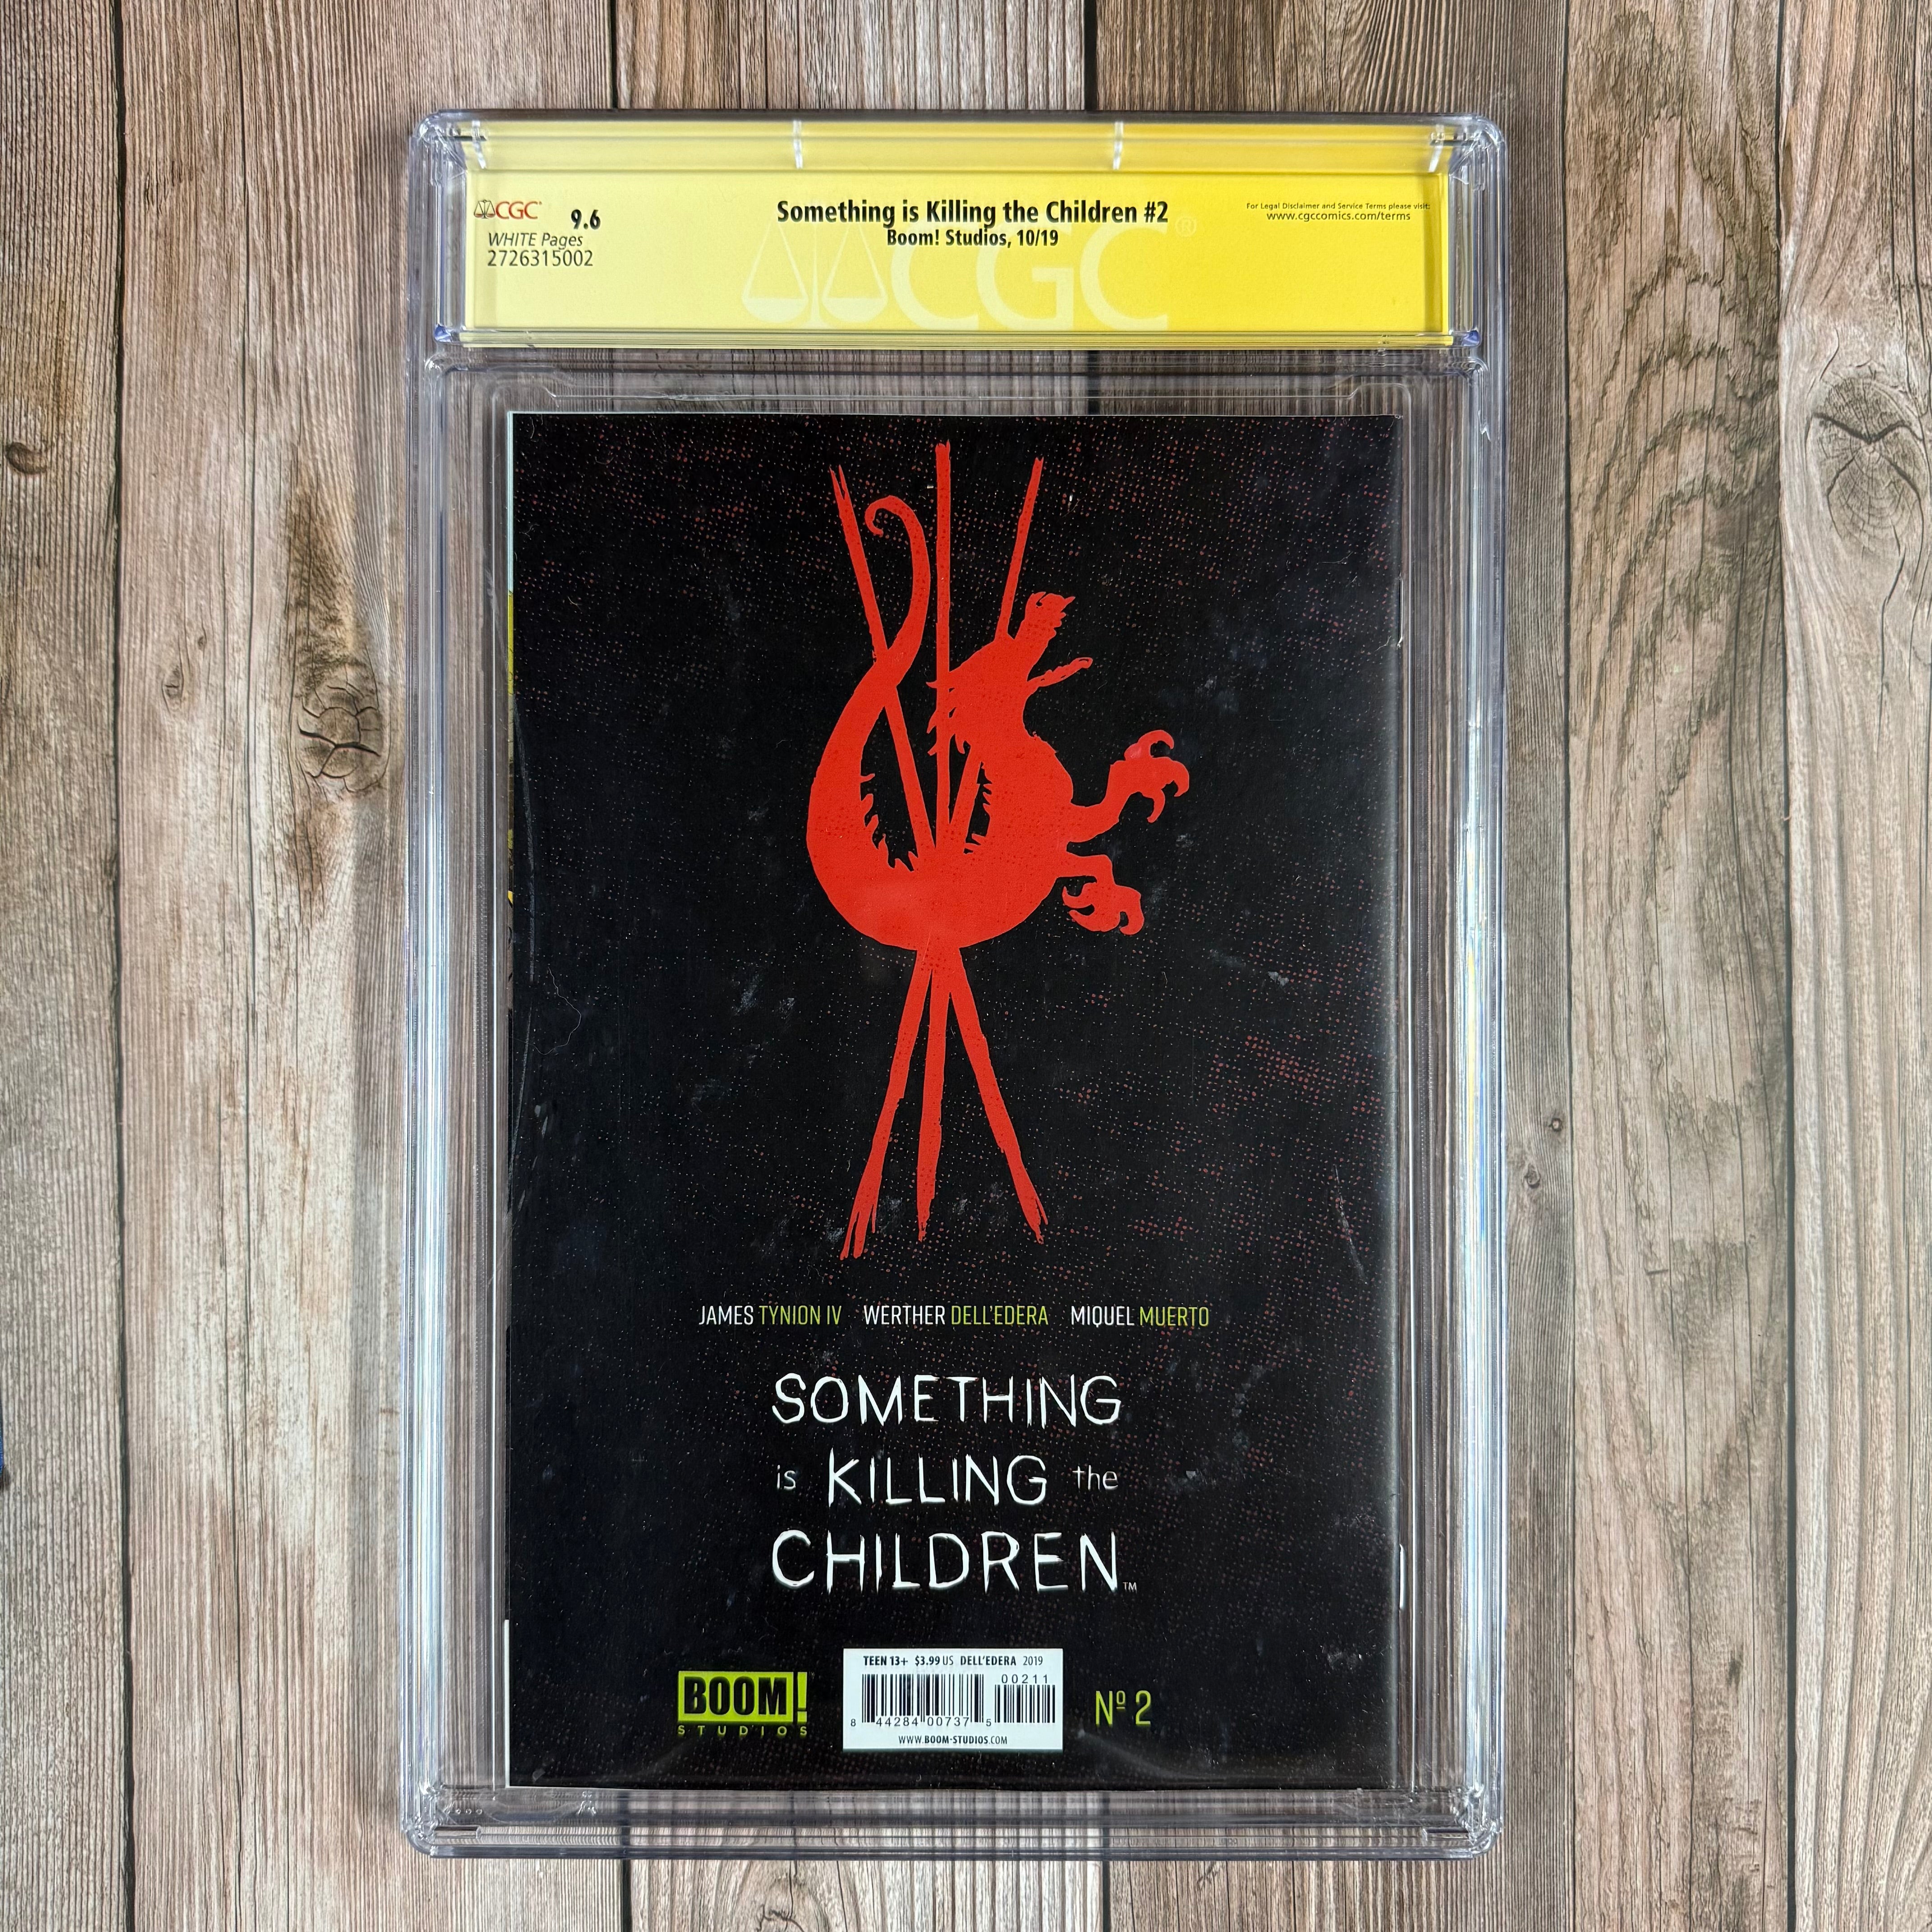 CGC
9.6
WHITE Pages
2726315002
Something is Killing the Children #2
Boom! Studios, 10/19
For Legal Disclaimer and Service Terms please visit:
www.cgccomics.com/terms
CGC®
JAMES TYNION IV WERTHER DELL'EDERA MIQUEL MUERTO
SOMETHING
is KILLING the
CHILDREN™
BOOM!
STUDIOS
TEEN 13+ $3.99 US DELL'EDERA 2019
00211
8 44284 00737 5
WWW.BOOM-STUDIOS.COM
Nº 2